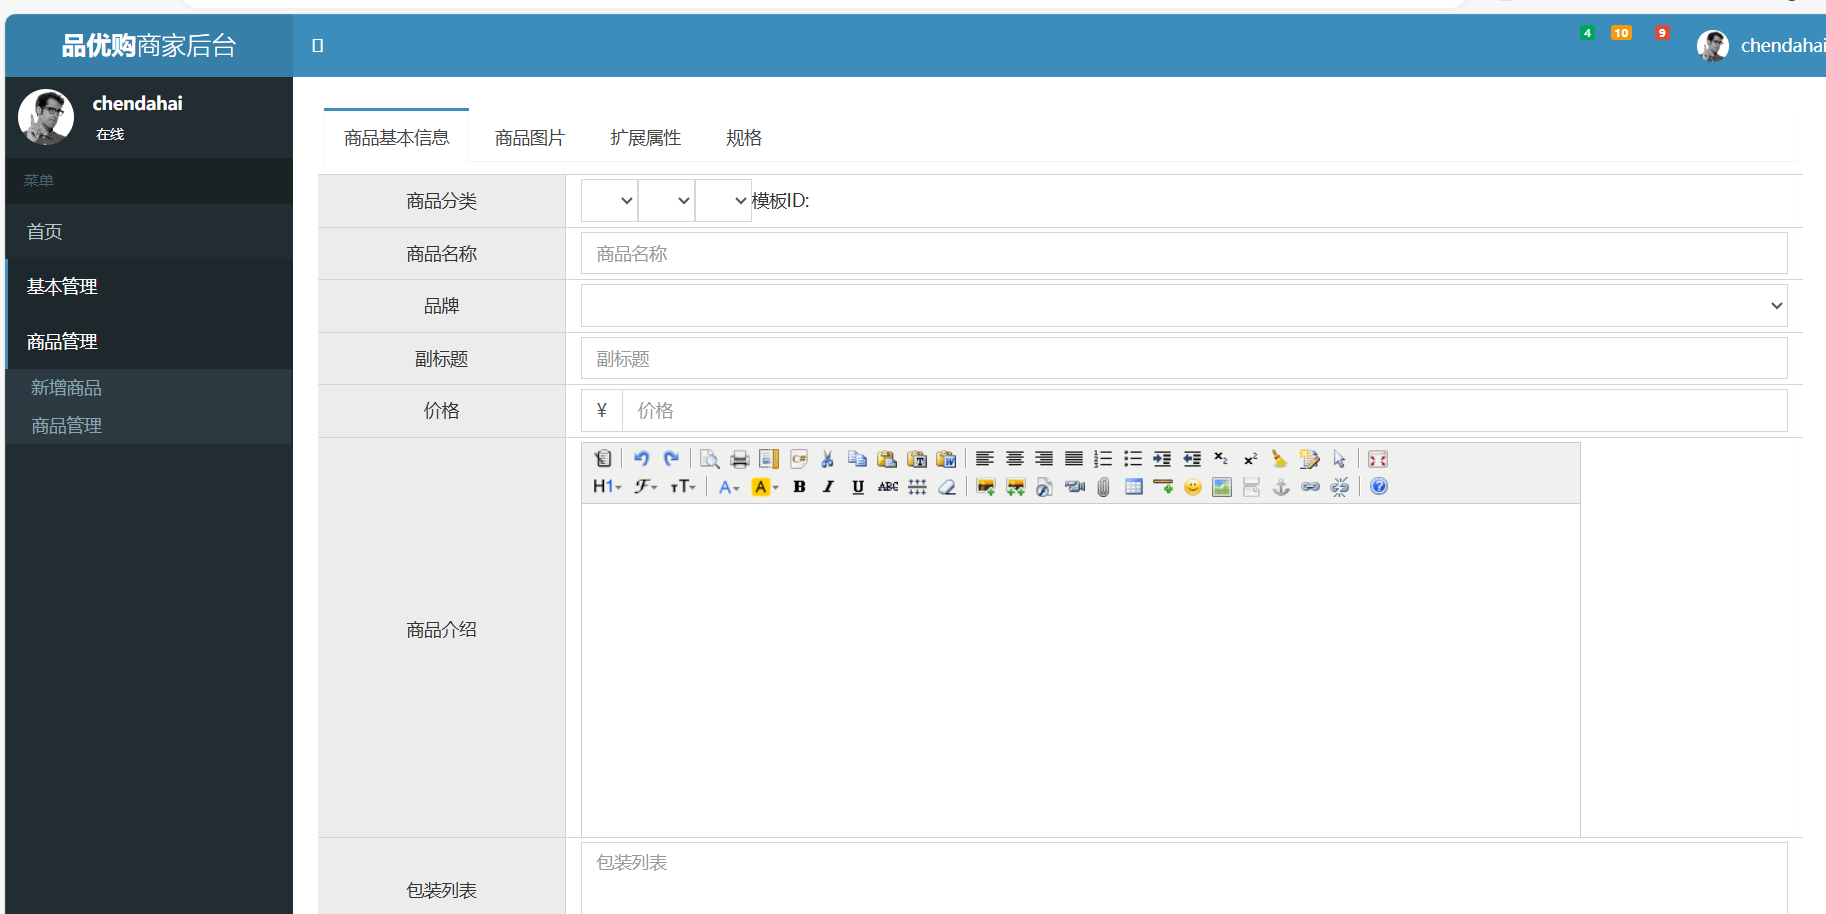 品优购商家后台
4 10 9 chendahai
chendahai
在线
菜单
首页
基本管理
商品管理
新增商品
商品管理
商品基本信息 商品图片 扩展属性 规格
商品分类 模板ID:
商品名称 商品名称
品牌
副标题 副标题
价格 ¥ 价格
商品介绍
包装列表 包装列表